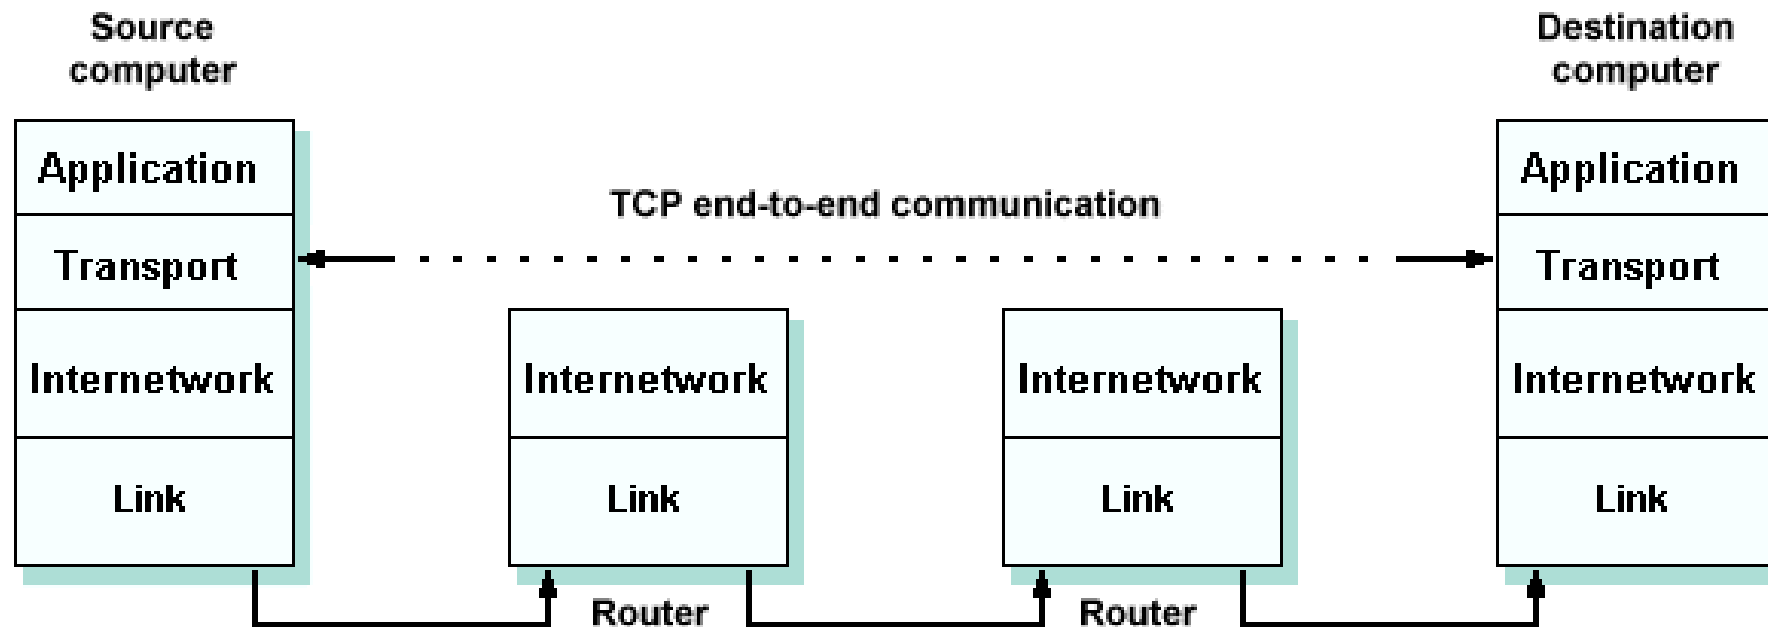 Source
computer
Destination
computer
Application
Transport
Internetwork
Link
TCP end-to-end communication
Internetwork
Link
Router
Internetwork
Link
Router
Application
Transport
Internetwork
Link